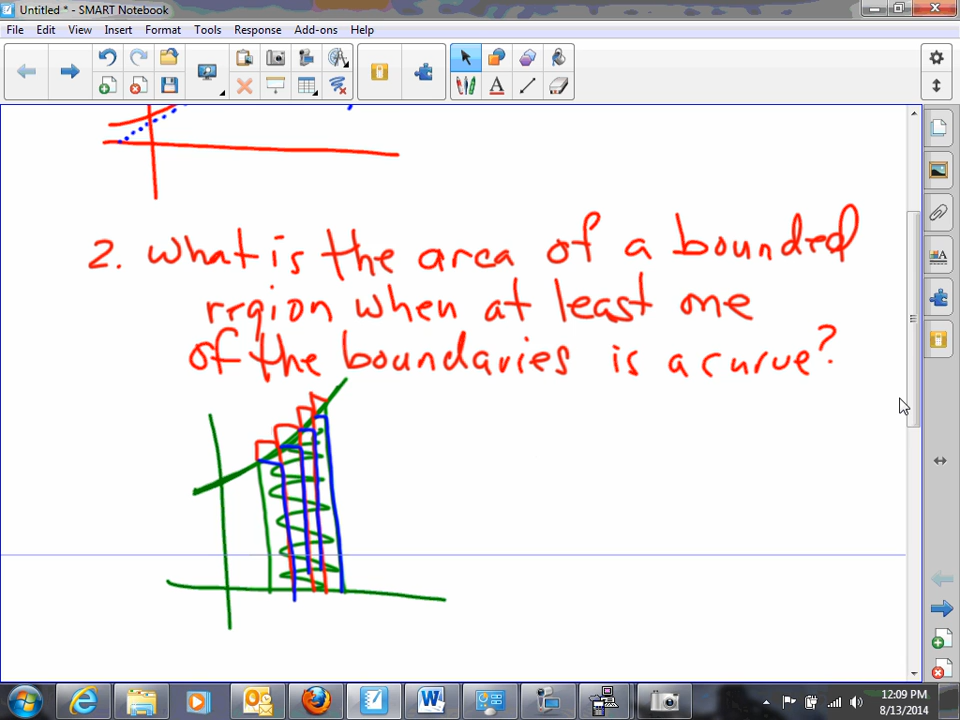 Untitled * - SMART Notebook
File Edit View Insert Format Tools Response Add-ons Help
2. What is the area of a bounded
region when at least one
of the boundaries is a curve?
12:09 PM
8/13/2014